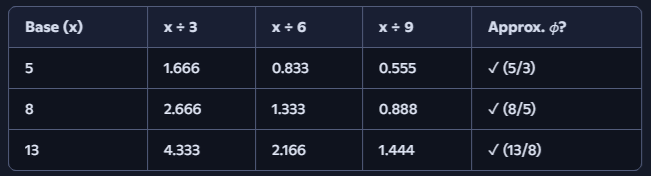 Base (x) x ÷ 3 x ÷ 6 x ÷ 9 Approx. ϕ?
5 1.666 0.833 0.555 ✓ (5/3)
8 2.666 1.333 0.888 ✓ (8/5)
13 4.333 2.166 1.444 ✓ (13/8)